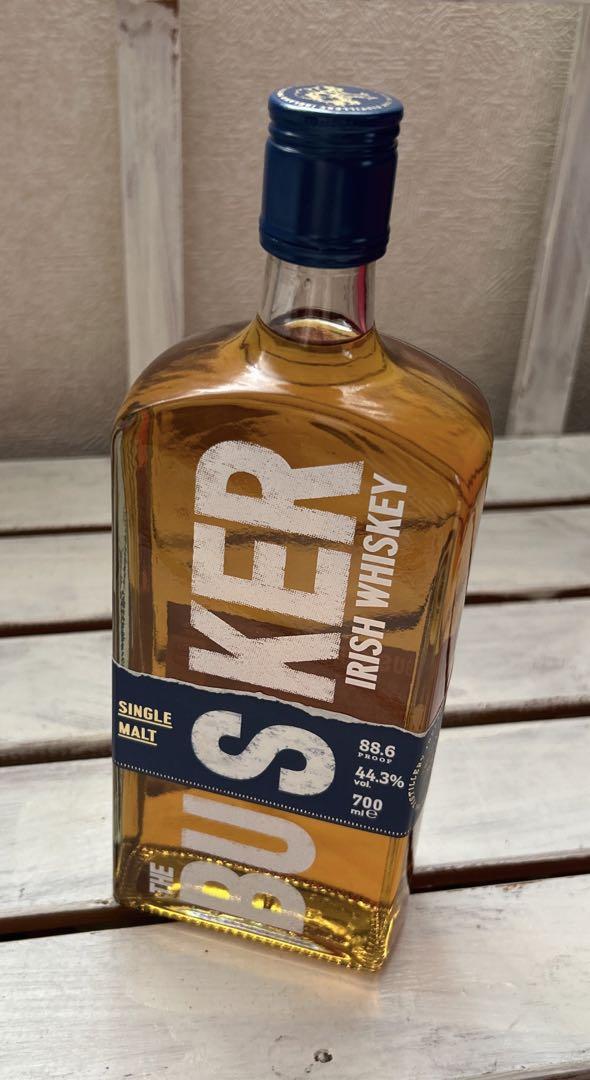 THE BUSKER
IRISH WHISKEY
SINGLE
MALT
88.6
PROOF
44.3%
vol.
700
ml e